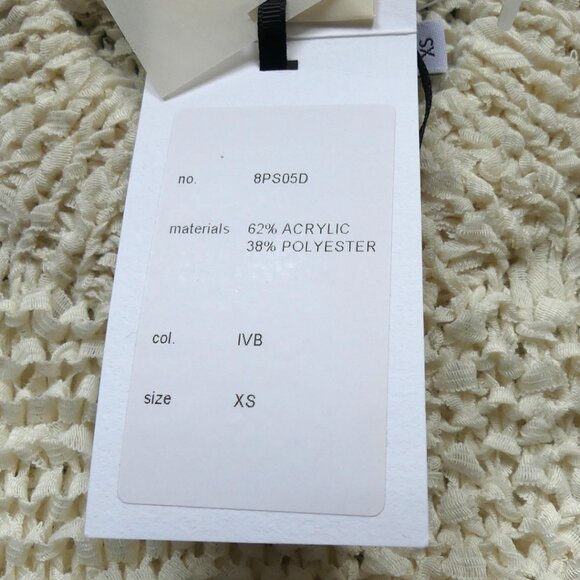 XS
no. 8PS05D
materials 62% ACRYLIC
38% POLYESTER
col. IVB
size XS